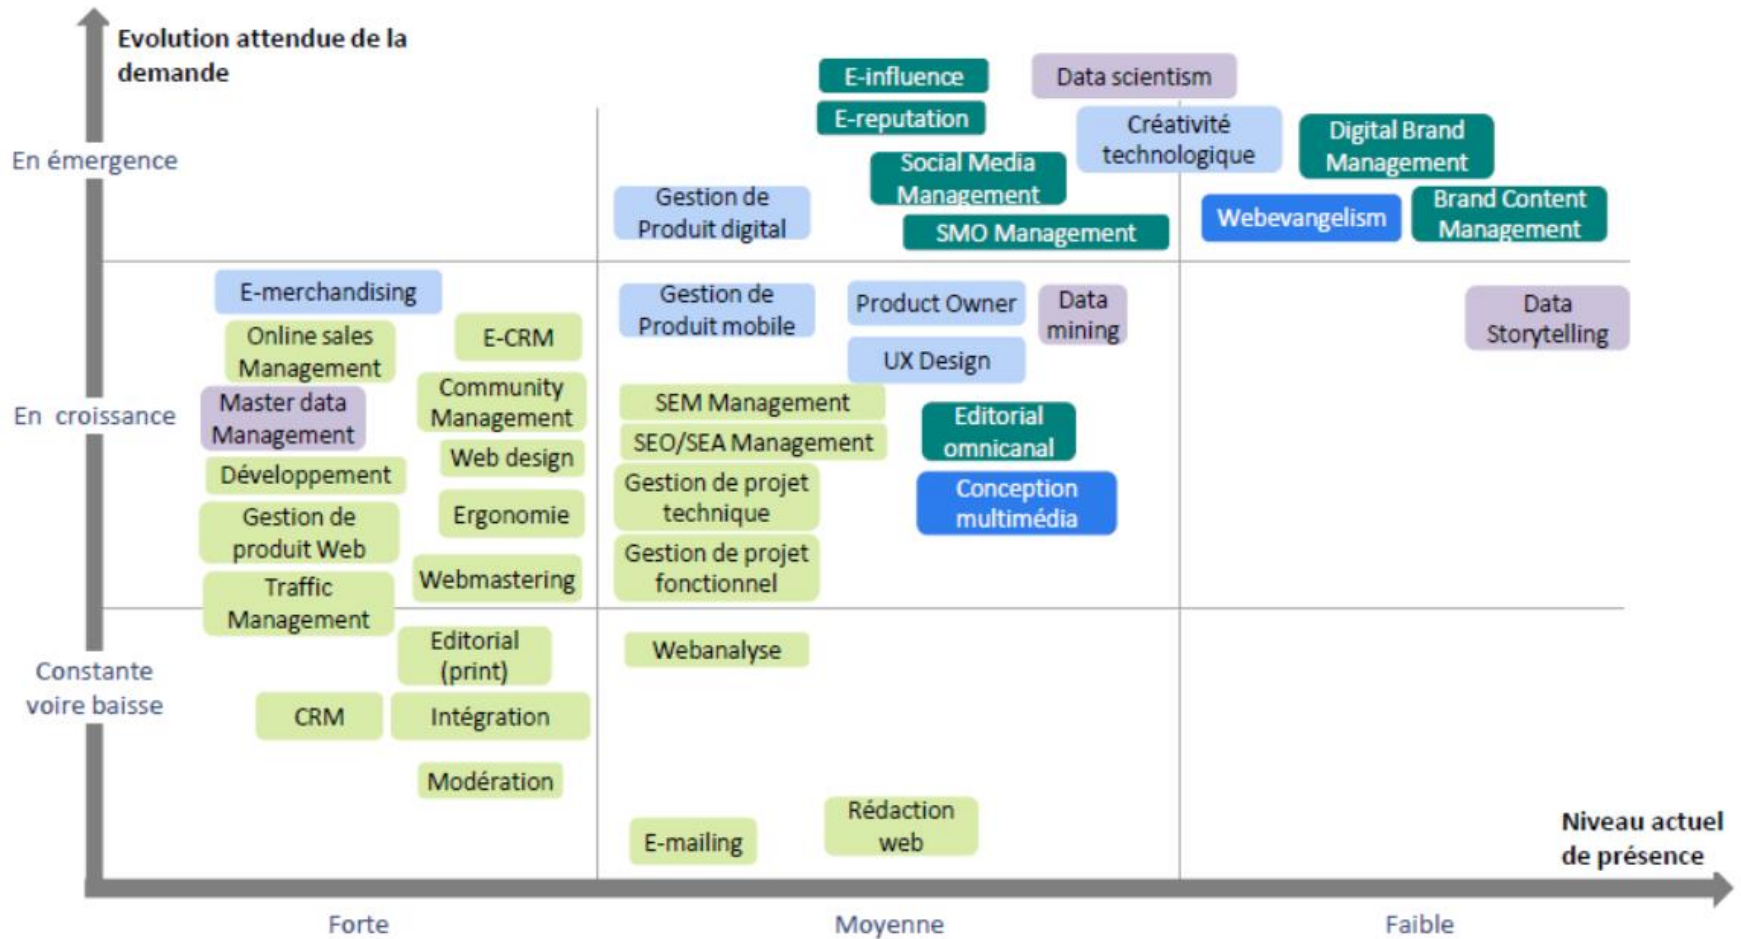 Evolution attendue de la
demande
En émergence
E-influence
E-reputation
Social Media
Management
SMO Management
Gestion de
Produit digital
Data scientism
Créativité
technologique
Digital Brand
Management
Webevangelism
Brand Content
Management
En croissance
E-merchandising
Online sales
Management
E-CRM
Master data
Management
Community
Management
Développement
Web design
Gestion de
produit Web
Ergonomie
Traffic
Management
Webmastering
Gestion de
Produit mobile
Product Owner
Data
mining
UX Design
SEM Management
SEO/SEA Management
Editorial
omnicanal
Gestion de projet
technique
Conception
multimédia
Gestion de projet
fonctionnel
Data
Storytelling
Constante
voire baisse
Editorial
(print)
CRM
Intégration
Modération
Webanalyse
E-mailing
Rédaction
web
Niveau actuel
de présence
Forte
Moyenne
Faible